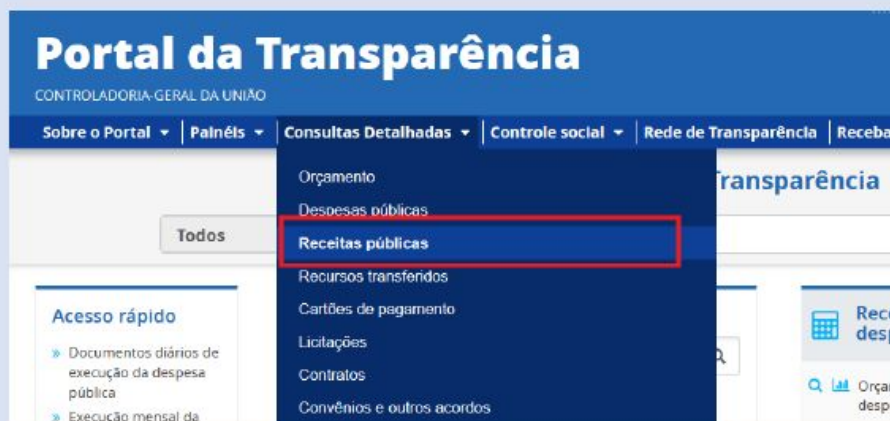 Portal da Transparência
CONTROLADORIA-GERAL DA UNIÃO
Sobre o Portal Painéis Consultas Detalhadas Controle social Rede de Transparência Receba
Orçamento
Despesas públicas
Receitas públicas
Recursos transferidos
Cartões de pagamento
Licitações
Contratos
Convênios e outros acordos
Todos
Acesso rápido
» Documentos diários de
execução da despesa
pública
» Execução mensal da